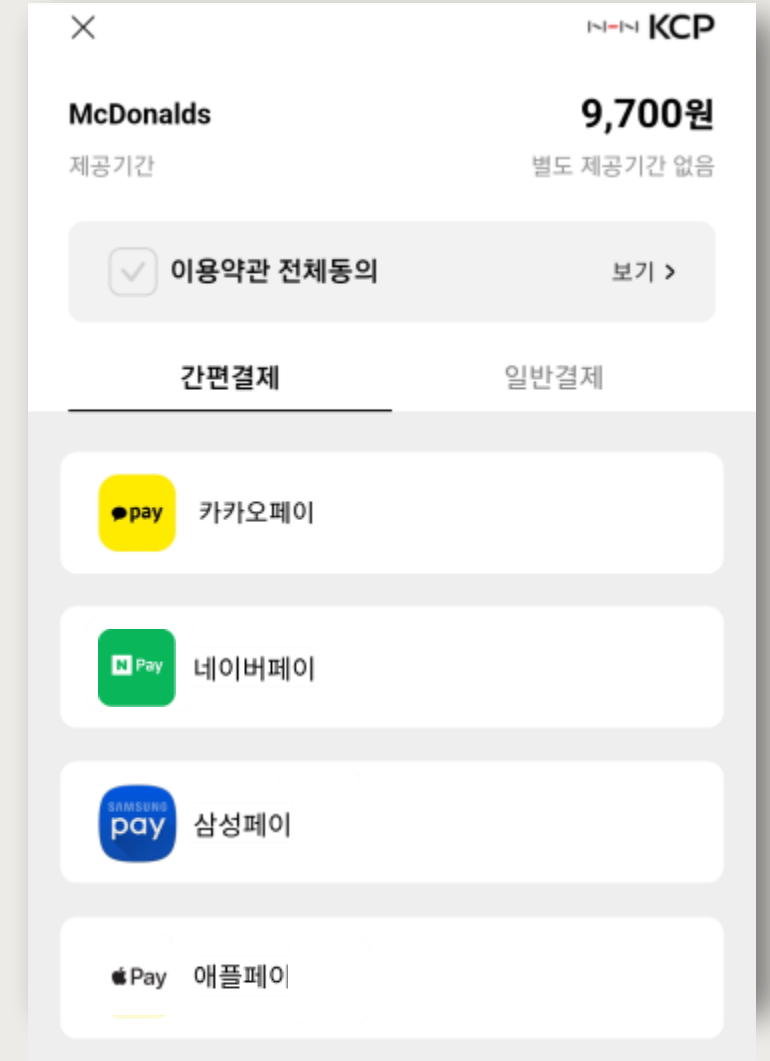 NHN KCP
McDonalds 9,700원
제공기간 별도 제공기간 없음
이용약관 전체동의 보기 >
간편결제 일반결제
pay 카카오페이
N Pay 네이버페이
SAMSUNG
pay 삼성페이
Pay 애플페이